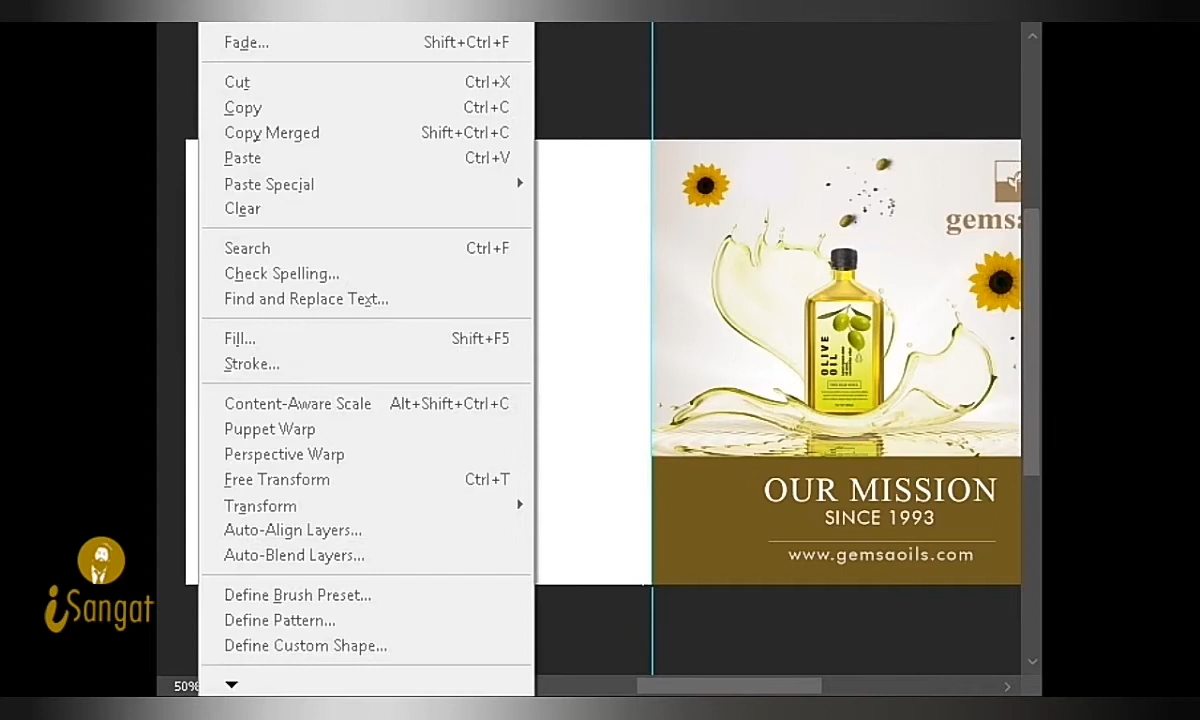 Fade... Shift+Ctrl+F
Cut Ctrl+X
Copy Ctrl+C
Copy Merged Shift+Ctrl+C
Paste Ctrl+V
Paste Special
Clear
Search Ctrl+F
Check Spelling...
Find and Replace Text...
Fill... Shift+F5
Stroke...
Content-Aware Scale Alt+Shift+Ctrl+C
Puppet Warp
Perspective Warp
Free Transform Ctrl+T
Transform
Auto-Align Layers...
Auto-Blend Layers...
Define Brush Preset...
Define Pattern...
Define Custom Shape...
50%
gemsa
OLIVE
OIL
OUR MISSION
SINCE 1993
www.gemsaoils.com
iSangat